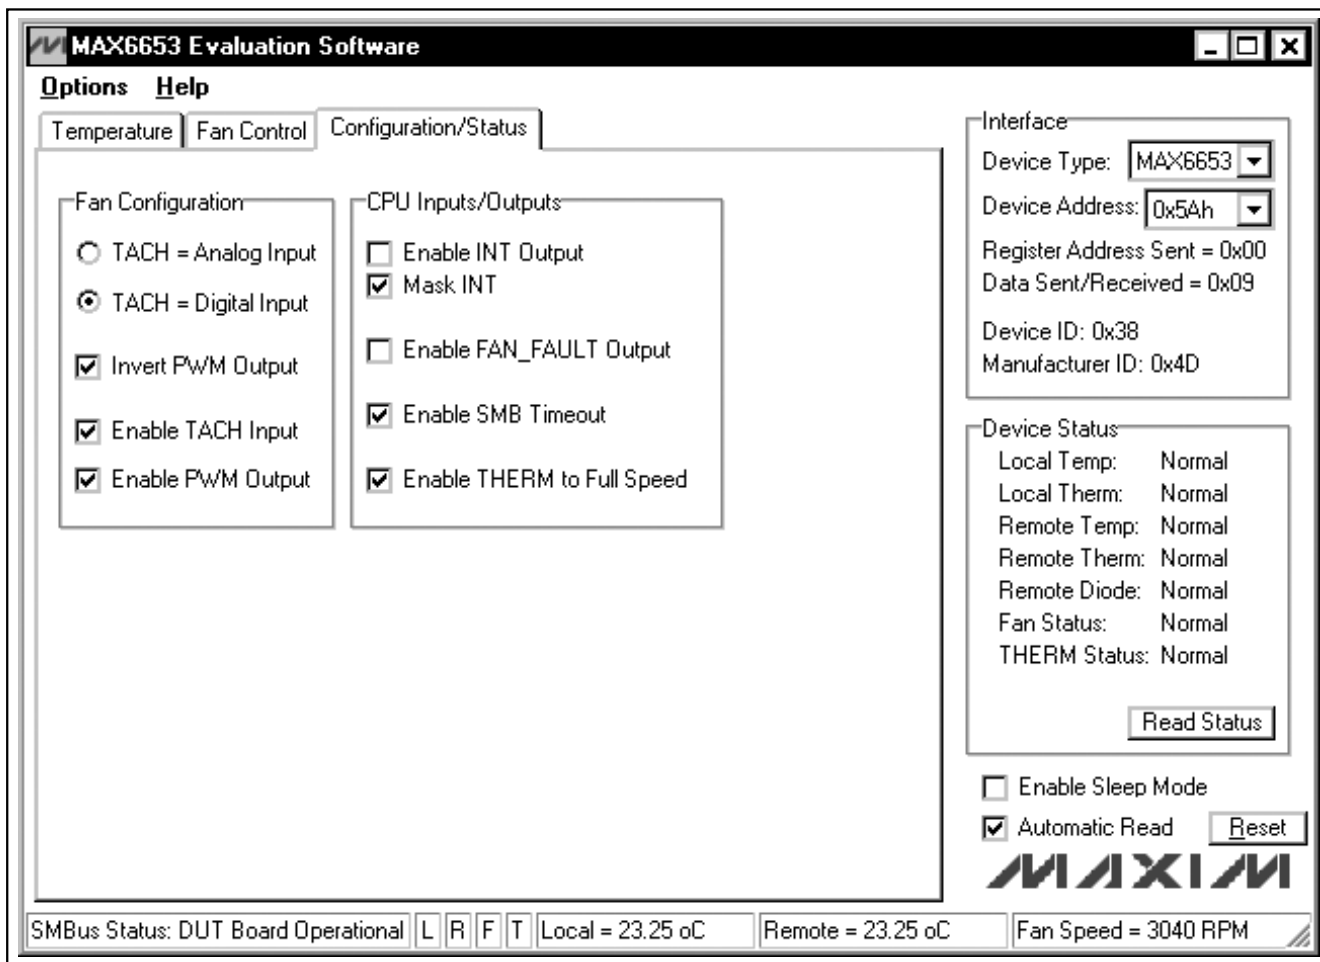 MAX6653 Evaluation Software
Options Help
Temperature Fan Control Configuration/Status
Fan Configuration
TACH = Analog Input
TACH = Digital Input
Invert PWM Output
Enable TACH Input
Enable PWM Output
CPU Inputs/Outputs
Enable INT Output
Mask INT
Enable FAN_FAULT Output
Enable SMB Timeout
Enable THERM to Full Speed
Interface
Device Type: MAX6653
Device Address: 0x5Ah
Register Address Sent = 0x00
Data Sent/Received = 0x09
Device ID: 0x38
Manufacturer ID: 0x4D
Device Status
Local Temp: Normal
Local Therm: Normal
Remote Temp: Normal
Remote Therm: Normal
Remote Diode: Normal
Fan Status: Normal
THERM Status: Normal
Read Status
Enable Sleep Mode
Automatic Read Reset
MAXIM
SMBus Status: DUT Board Operational L R F T Local = 23.25 oC Remote = 23.25 oC Fan Speed = 3040 RPM